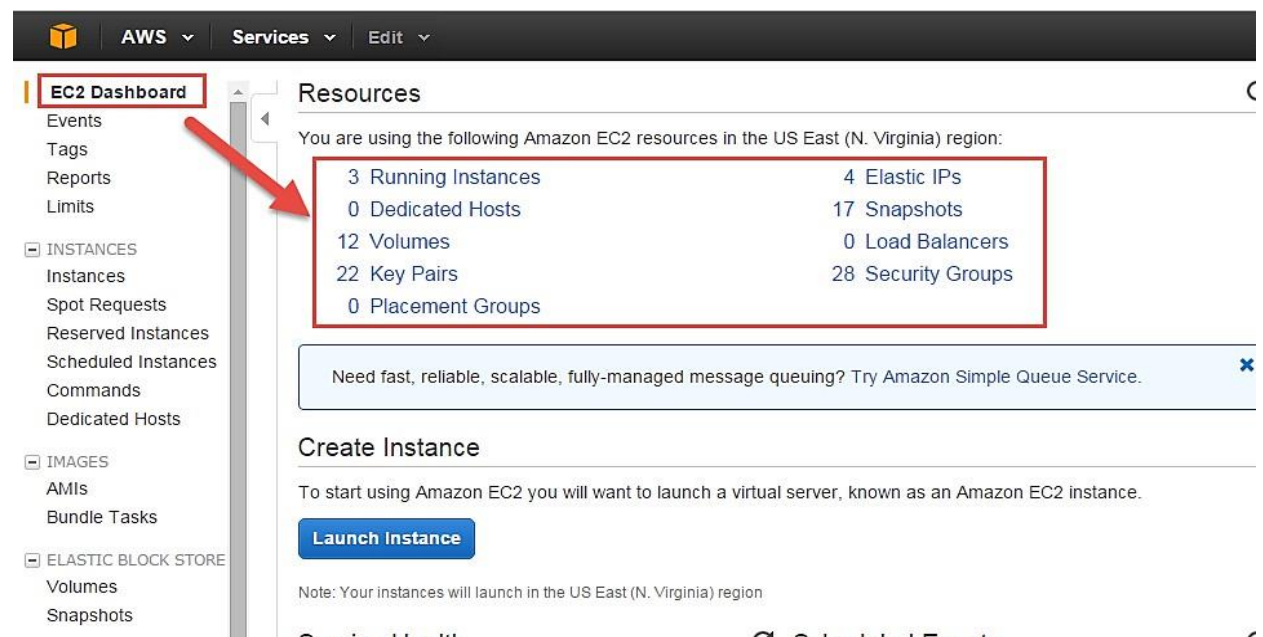 AWS Services Edit
EC2 Dashboard
Events
Tags
Reports
Limits
INSTANCES
Instances
Spot Requests
Reserved Instances
Scheduled Instances
Commands
Dedicated Hosts
IMAGES
AMIs
Bundle Tasks
ELASTIC BLOCK STORE
Volumes
Snapshots
Resources
You are using the following Amazon EC2 resources in the US East (N. Virginia) region:
3 Running Instances
0 Dedicated Hosts
12 Volumes
22 Key Pairs
0 Placement Groups
4 Elastic IPs
17 Snapshots
0 Load Balancers
28 Security Groups
Need fast, reliable, scalable, fully-managed message queuing? Try Amazon Simple Queue Service.
Create Instance
To start using Amazon EC2 you will want to launch a virtual server, known as an Amazon EC2 instance.
Launch Instance
Note: Your instances will launch in the US East (N. Virginia) region